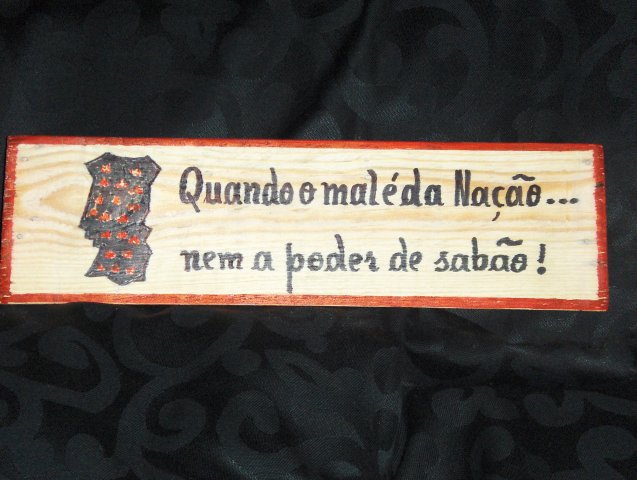 Quando o mal é da Nação...
nem a poder de sabão!